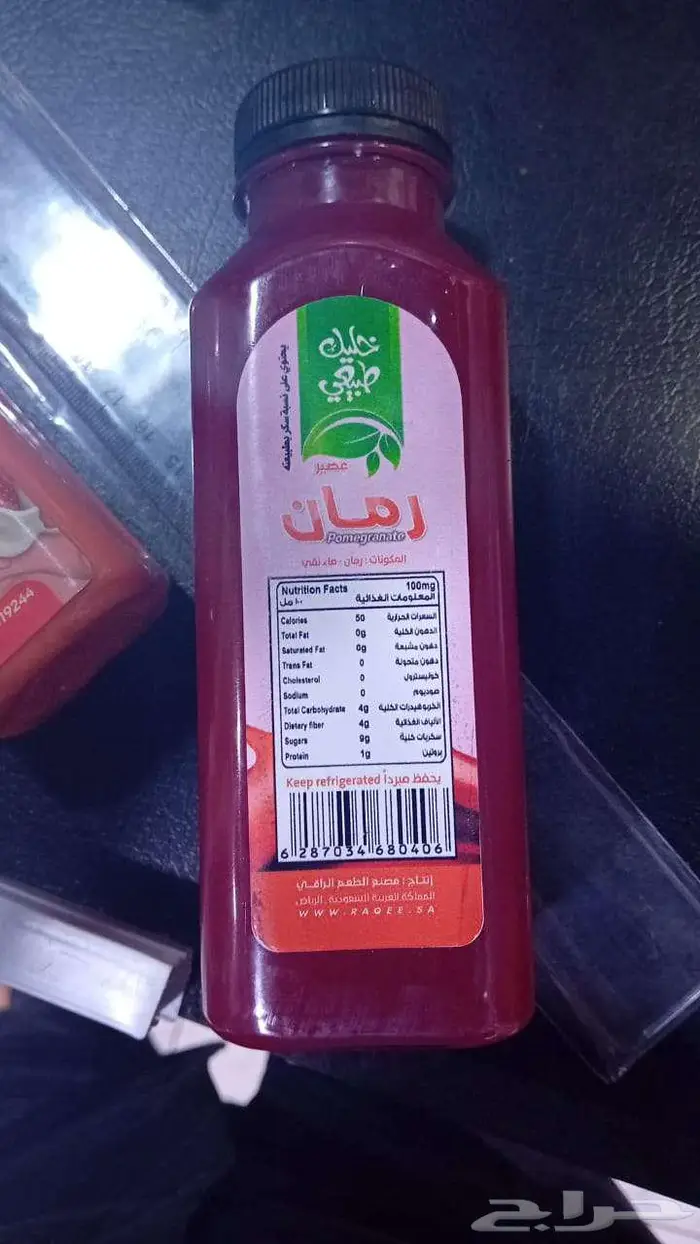 خليك
طبيعي
يحتوي على نسبة سكر بطبيعته
عصير
رمان
Pomegranate
المكونات : رمان - ماء نقي
Nutrition Facts 100mg
١٠٠ مل المعلومات الغذائية
Calories 50 السعرات الحرارية
Total Fat 0g الدهون الكلية
Saturated Fat 0g دهون مشبعة
Trans Fat 0 دهون متحولة
Cholesterol 0 كوليسترول
Sodium 0 صوديوم
Total Carbohydrate 4g الكربوهيدرات الكلية
Dietary fiber 4g الألياف الغذائية
Sugars 9g سكريات كلية
Protein 1g بروتين
Keep refrigerated يحفظ مبرداً
6 287034 680406
إنتاج : مصنع الطعم الراقي
المملكة العربية السعودية . الرياض
WWW.RAQEE.SA
19244
حراج